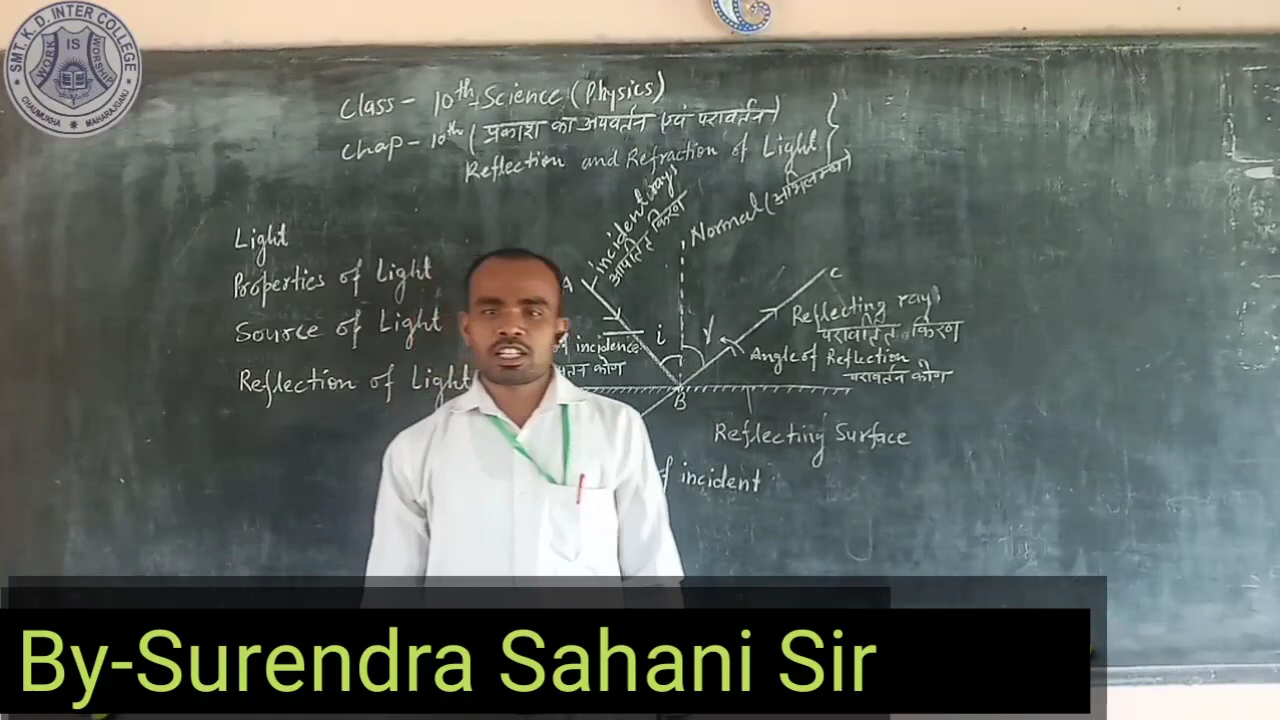 SMT. K. D. INTER COLLEGE
WORK IS WORSHIP
CHAUMUKHA MAHARAJGANJ
Class - 10th Science (Physics)
Chap - 10th (प्रकाश का अपवर्तन एवं परावर्तन)
Reflection and Refraction of Light
incident rays
आपतित किरण
Normal (अभिलम्ब)
Light
Properties of Light
Source of Light
Reflection of Light
A
C
i
r
Reflecting rays
परावर्तित किरण
of incidence
कोण
Angle of Reflection
परावर्तन कोण
B
Reflecting Surface
of incident
By-Surendra Sahani Sir